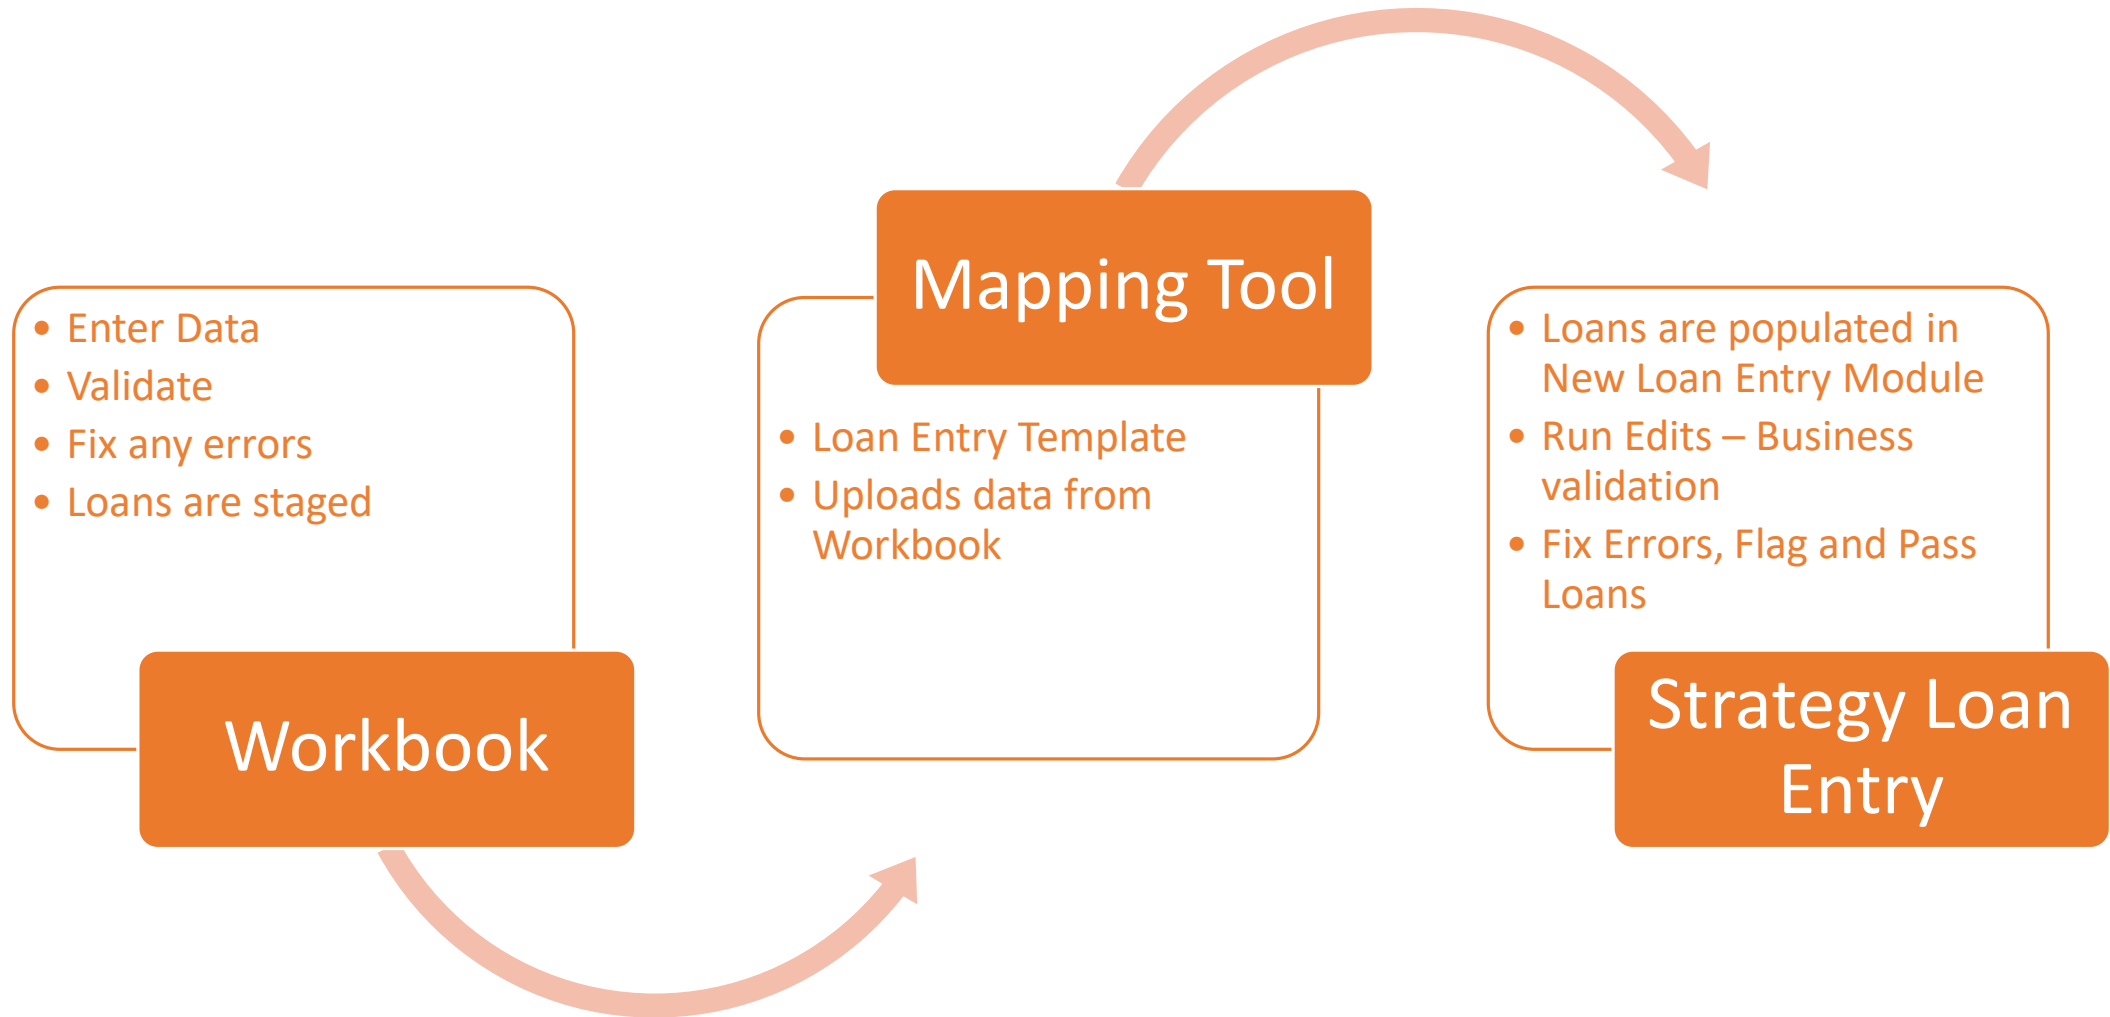 • Enter Data
• Validate
• Fix any errors
• Loans are staged
Workbook
Mapping Tool
• Loan Entry Template
• Uploads data from
Workbook
• Loans are populated in
New Loan Entry Module
• Run Edits – Business
validation
• Fix Errors, Flag and Pass
Loans
Strategy Loan
Entry